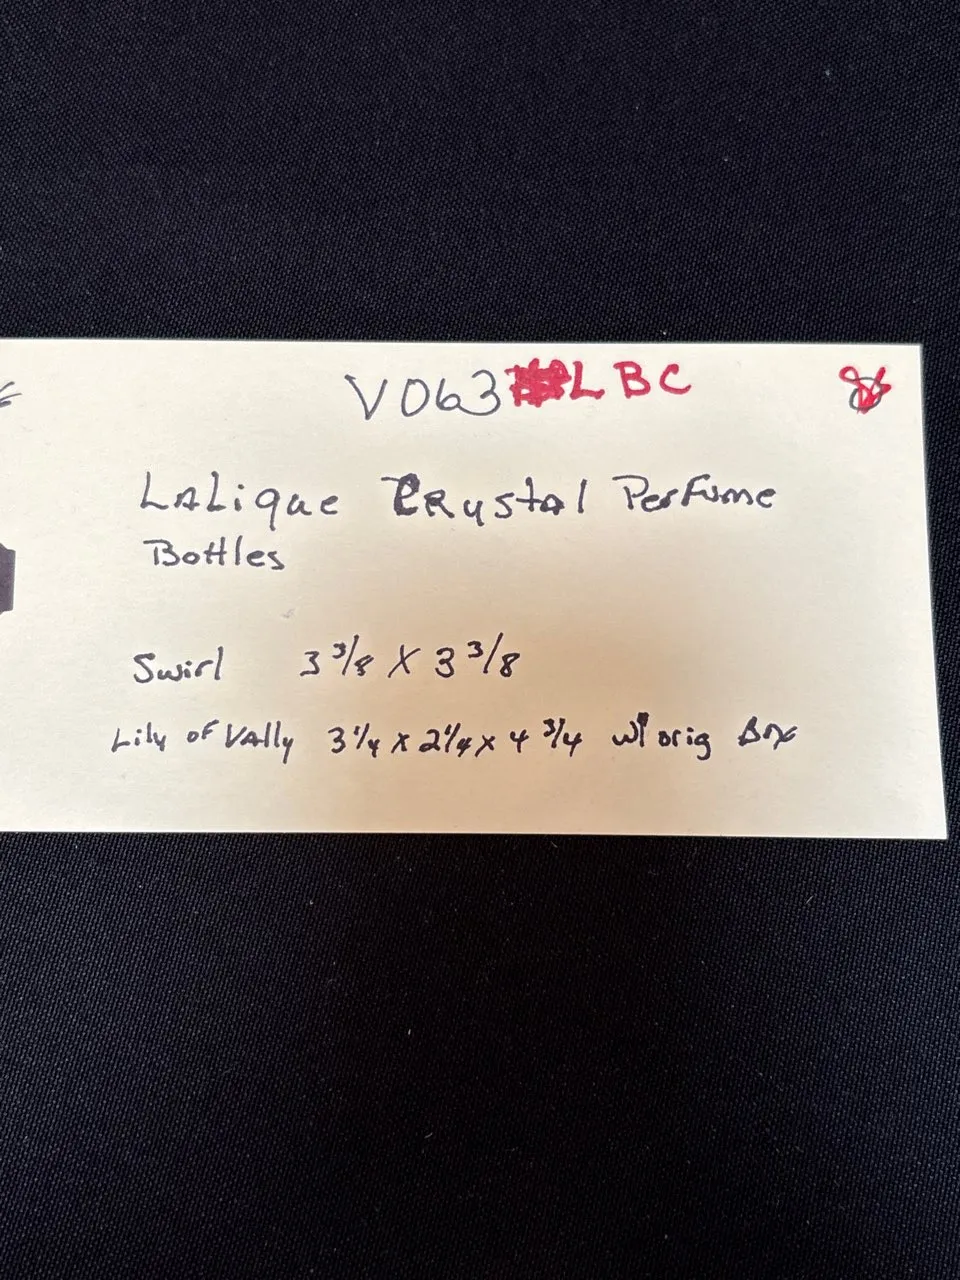 V063 LBC
LALique CRystal Perfume
Bottles
Swirl 3 3/8 X 3 3/8
Lily of Vally 3 1/4 x 2 1/4 x 4 3/4 w/ orig Box